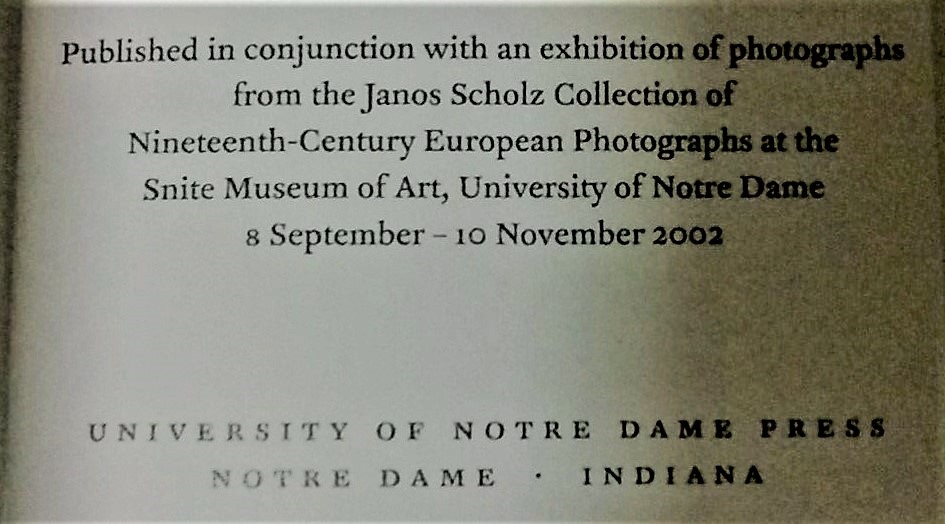 Published in conjunction with an exhibition of photographs
from the Janos Scholz Collection of
Nineteenth-Century European Photographs at the
Snite Museum of Art, University of Notre Dame
8 September – 10 November 2002
UNIVERSITY OF NOTRE DAME PRESS
NOTRE DAME · INDIANA